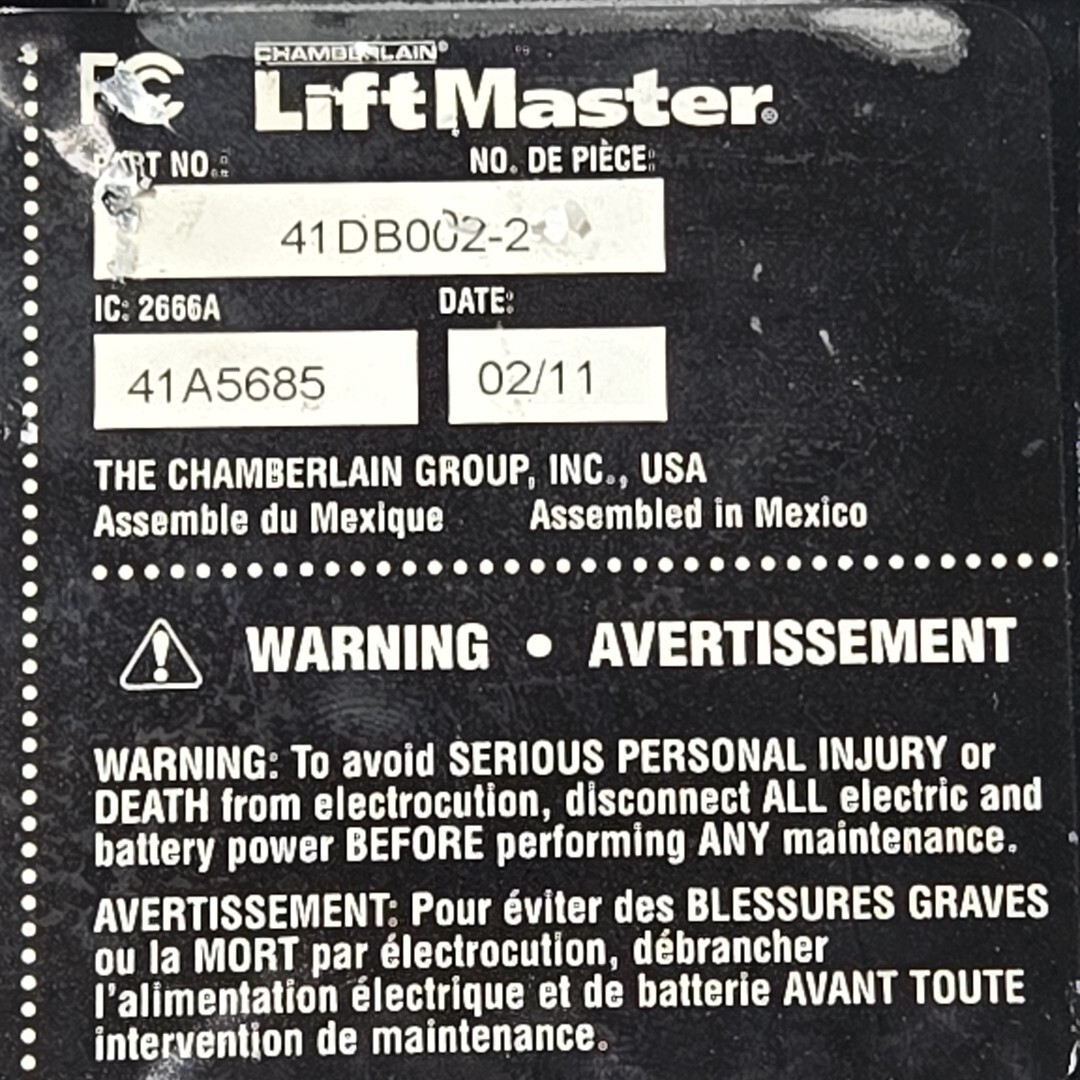 FC
CHAMBERLAIN®
LiftMaster®
PART NO.: NO. DE PIÈCE:
41DB002-2
IC: 2666A DATE:
41A5685 02/11
THE CHAMBERLAIN GROUP, INC., USA
Assemble du Mexique Assembled in Mexico
WARNING • AVERTISSEMENT
WARNING: To avoid SERIOUS PERSONAL INJURY or
DEATH from electrocution, disconnect ALL electric and
battery power BEFORE performing ANY maintenance.
AVERTISSEMENT: Pour éviter des BLESSURES GRAVES
ou la MORT par électrocution, débrancher
l'alimentation électrique et de batterie AVANT TOUTE
intervention de maintenance.